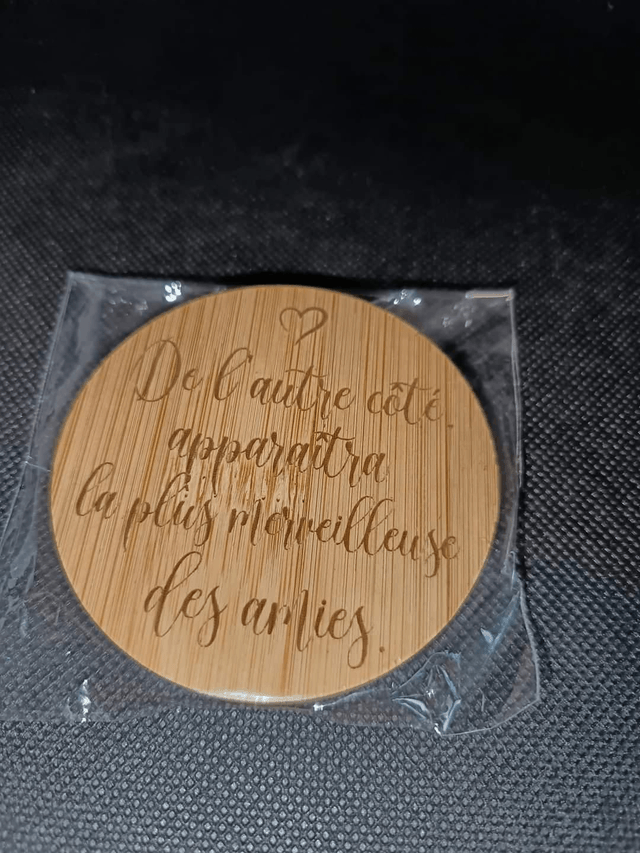 De l'autre côté
apparaîtra
la plus merveilleuse
des amies.